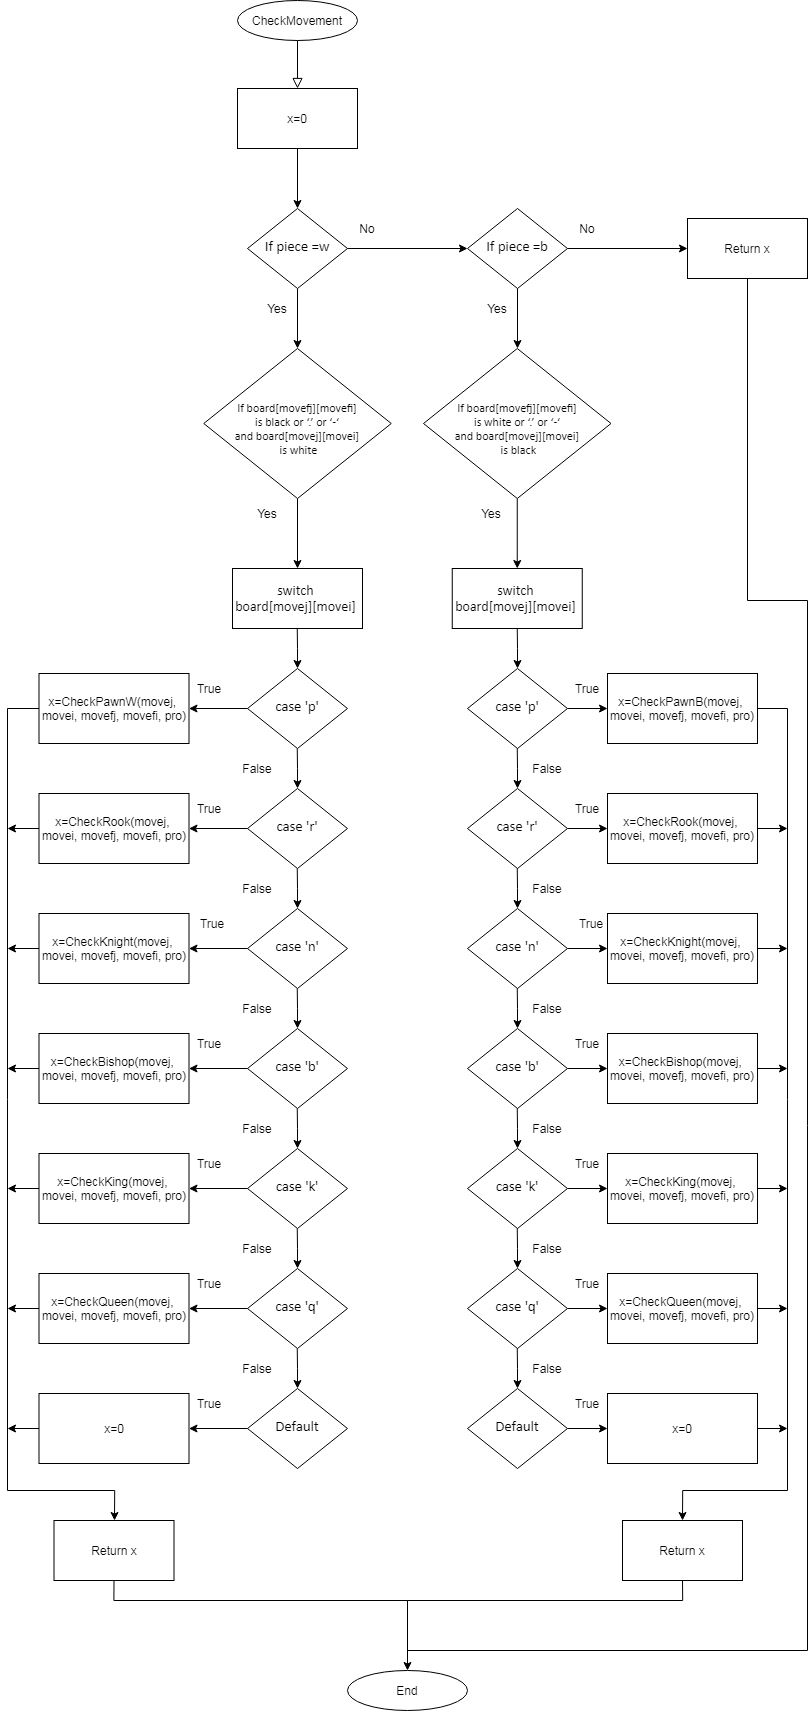 CheckMovement
x=0
If piece =w
No
If piece =b
No
Return x
Yes
Yes
If board[movefj][movefi]
is black or '.' or '-'
and board[movej][movei]
is white
If board[movefj][movefi]
is white or '.' or '-'
and board[movej][movei]
is black
Yes
Yes
switch
board[movej][movei]
switch
board[movej][movei]
x=CheckPawnW(movej,
movei, movefj, movefi, pro)
True
case 'p'
case 'p'
True
x=CheckPawnB(movej,
movei, movefj, movefi, pro)
False
False
x=CheckRook(movej,
movei, movefj, movefi, pro)
True
case 'r'
case 'r'
True
x=CheckRook(movej,
movei, movefj, movefi, pro)
False
False
x=CheckKnight(movej,
movei, movefj, movefi, pro)
True
case 'n'
case 'n'
True
x=CheckKnight(movej,
movei, movefj, movefi, pro)
False
False
x=CheckBishop(movej,
movei, movefj, movefi, pro)
True
case 'b'
case 'b'
True
x=CheckBishop(movej,
movei, movefj, movefi, pro)
False
False
x=CheckKing(movej,
movei, movefj, movefi, pro)
True
case 'k'
case 'k'
True
x=CheckKing(movej,
movei, movefj, movefi, pro)
False
False
x=CheckQueen(movej,
movei, movefj, movefi, pro)
True
case 'q'
case 'q'
True
x=CheckQueen(movej,
movei, movefj, movefi, pro)
False
False
x=0
True
Default
Default
True
x=0
Return x
Return x
End